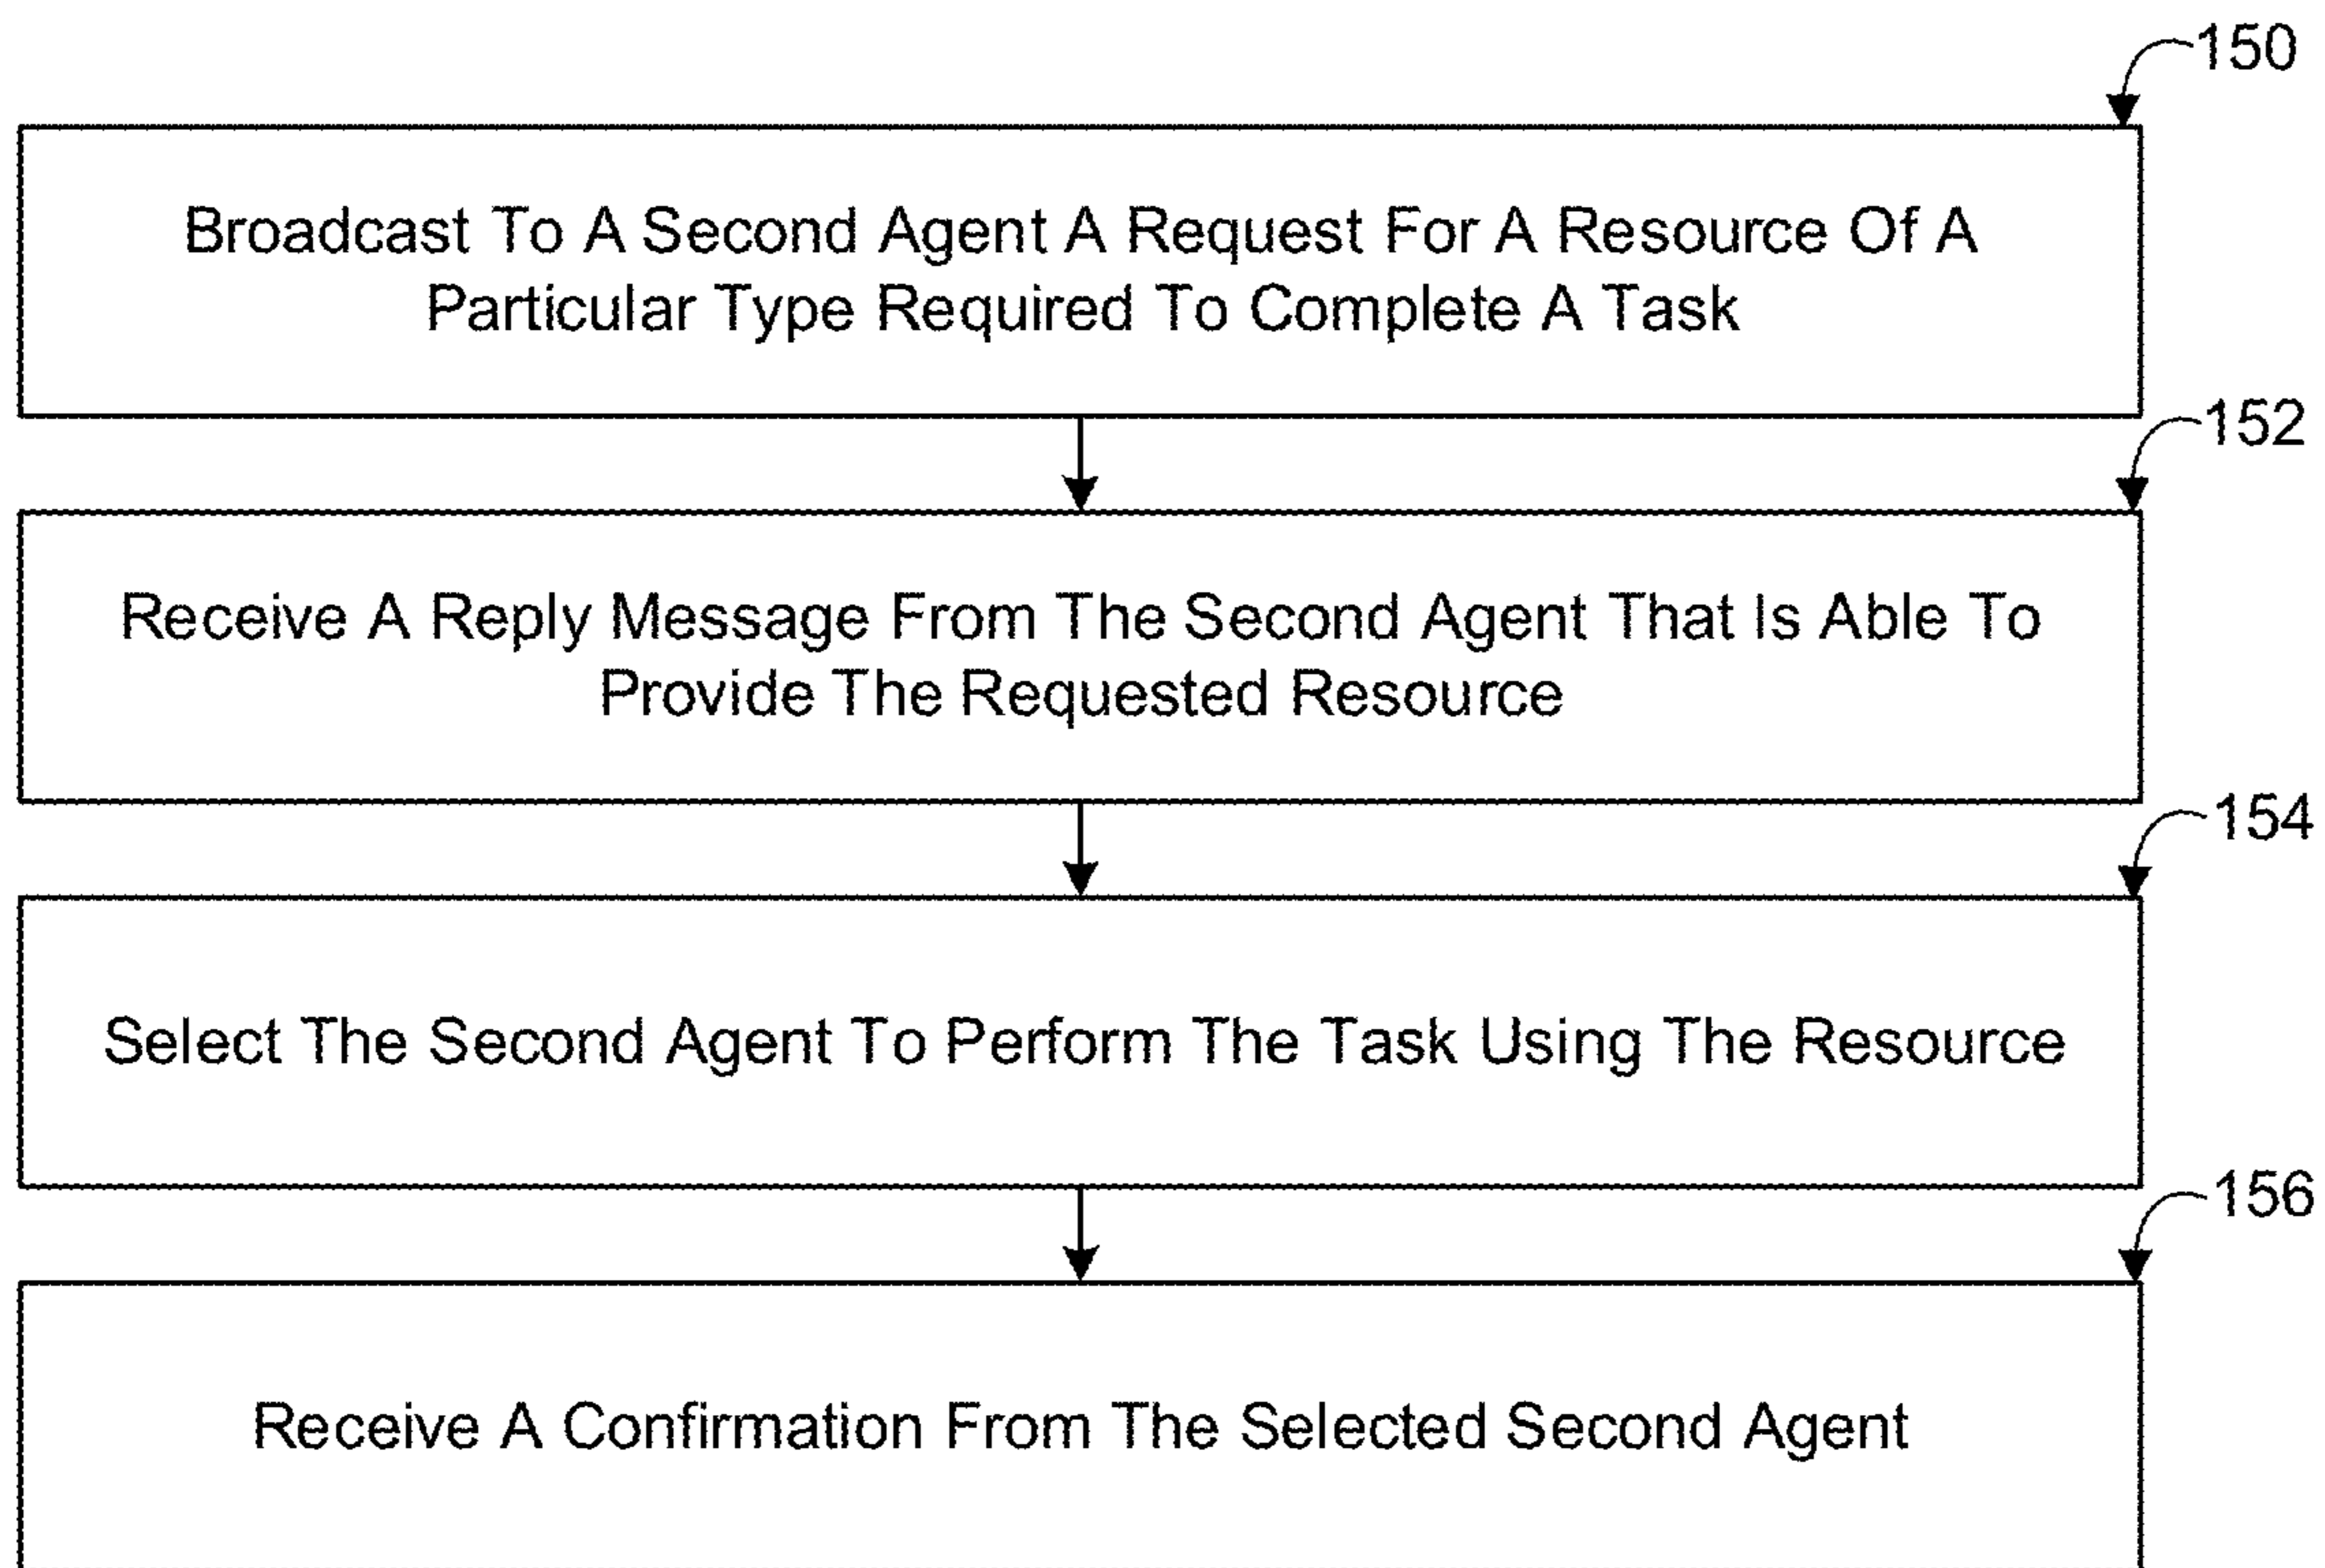 150
Broadcast To A Second Agent A Request For A Resource Of A
Particular Type Required To Complete A Task
152
Receive A Reply Message From The Second Agent That Is Able To
Provide The Requested Resource
154
Select The Second Agent To Perform The Task Using The Resource
156
Receive A Confirmation From The Selected Second Agent